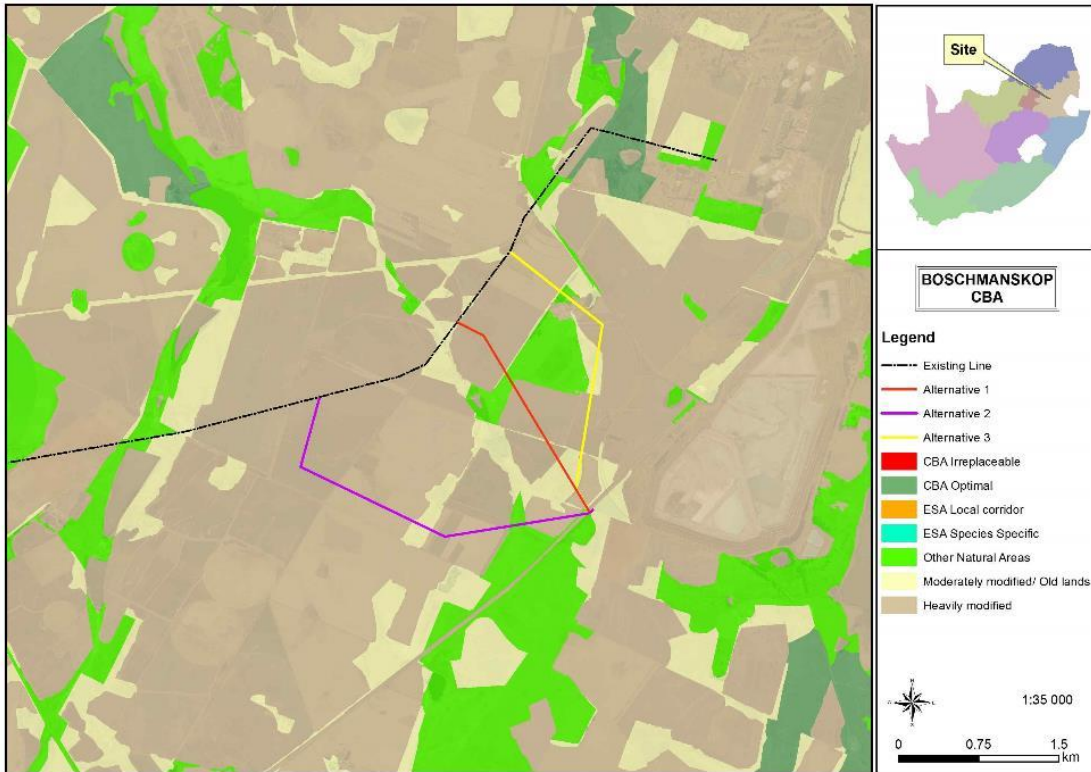 Site
BOSCHMANSKOP
CBA
Legend
Existing Line
Alternative 1
Alternative 2
Alternative 3
CBA Irreplaceable
CBA Optimal
ESA Local corridor
ESA Species Specific
Other Natural Areas
Moderately modified/ Old lands
Heavily modified
N
W E
S
1:35 000
0 0.75 1.5
km